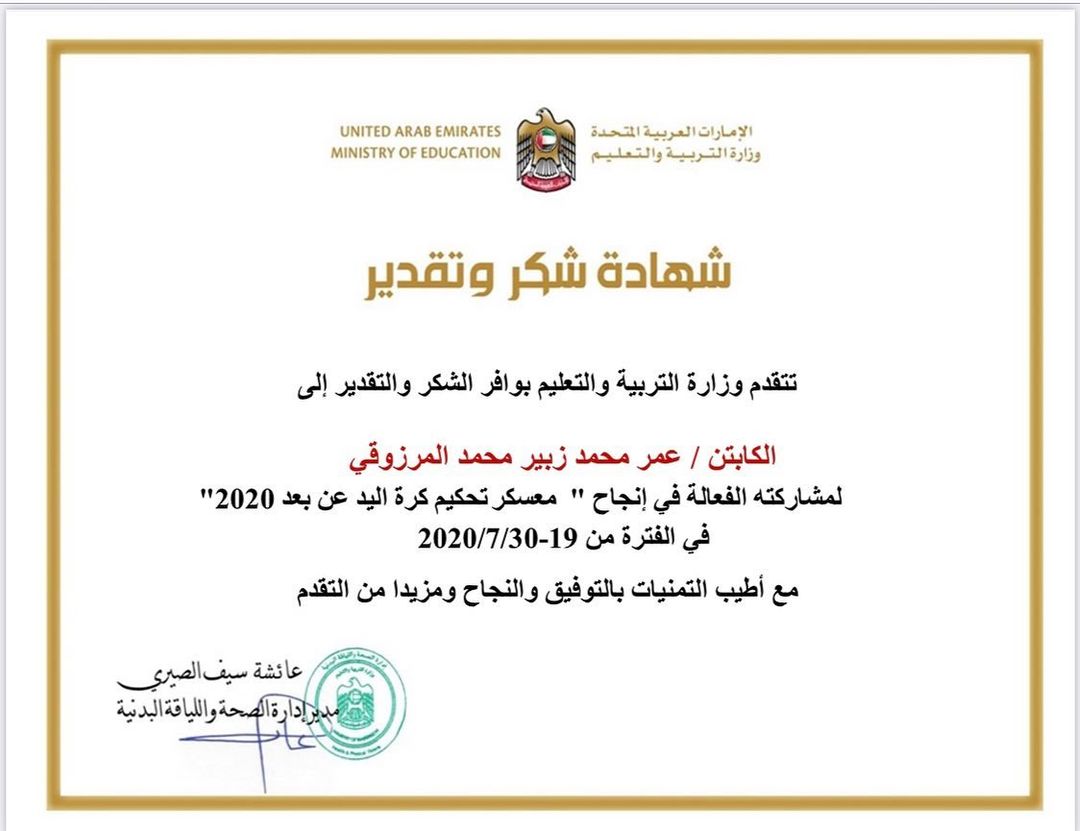 UNITED ARAB EMIRATES
MINISTRY OF EDUCATION
الإمارات العربية المتحدة
وزارة التربية والتعليم
شهادة شكر وتقدير
تتقدم وزارة التربية والتعليم بوافر الشكر والتقدير إلى
الكابتن / عمر محمد زبير محمد المرزوقي
لمشاركته الفعالة في إنجاح " معسكر تحكيم كرة اليد عن بعد 2020"
في الفترة من 19-2020/7/30
مع أطيب التمنيات بالتوفيق والنجاح ومزيدا من التقدم
عائشة سيف الصيري
مدير إدارة الصحة واللياقة البدنية